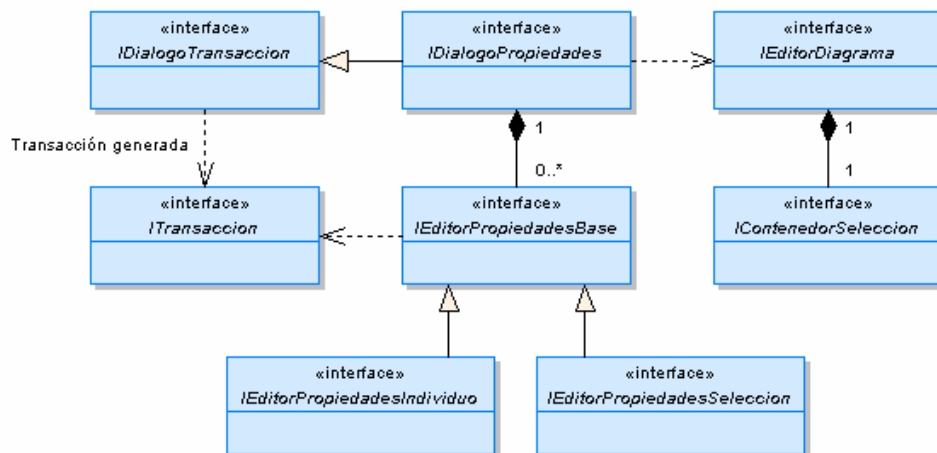 «interface»
IDialogoTransaccion
«interface»
IDialogoPropiedades
«interface»
IEditorDiagrama
Transacción generada
1
0..*
1
1
«interface»
ITransaccion
«interface»
IEditorPropiedadesBase
«interface»
IContenedorSeleccion
«interface»
IEditorPropiedadesIndividuo
«interface»
IEditorPropiedadesSeleccion